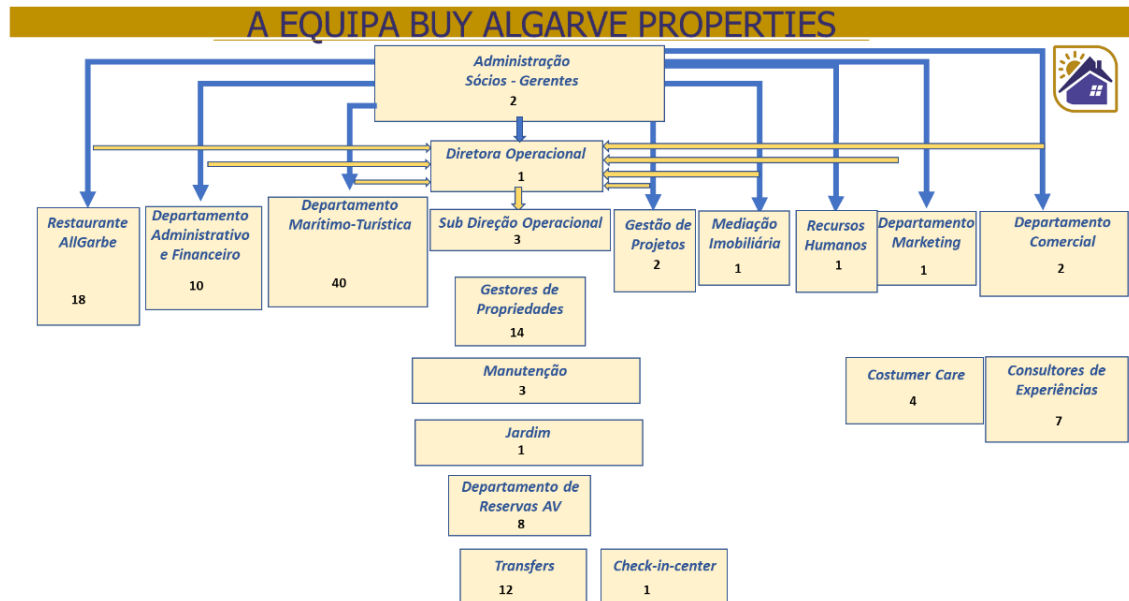 A EQUIPA BUY ALGARVE PROPERTIES
Administração
Sócios - Gerentes
2
Diretora Operacional
1
Restaurante
AllGarbe
18
Departamento
Administrativo
e Financeiro
10
Departamento
Marítimo-Turística
40
Sub Direção Operacional
3
Gestão de
Projetos
2
Mediação
Imobiliária
1
Recursos
Humanos
1
Departamento
Marketing
1
Departamento
Comercial
2
Gestores de
Propriedades
14
Manutenção
3
Costumer Care
4
Consultores de
Experiências
7
Jardim
1
Departamento de
Reservas AV
8
Transfers
12
Check-in-center
1